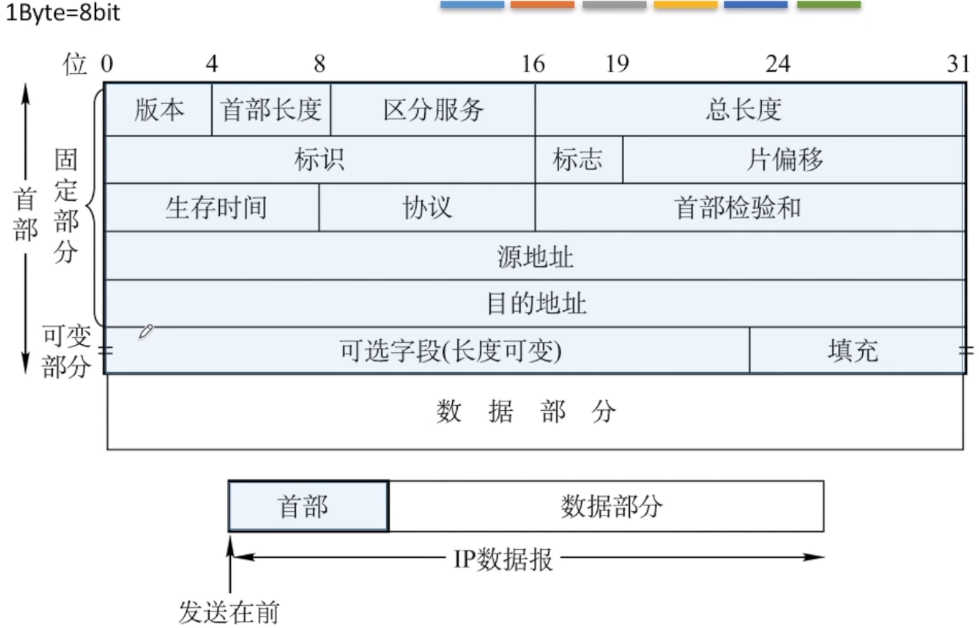 1Byte=8bit
位 0 4 8 16 19 24 31
版本 首部长度 区分服务 总长度
标识 标志 片偏移
生存时间 协议 首部检验和
源地址
目的地址
可选字段(长度可变) 填充
数 据 部 分
首部
固定部分
可变部分
首部 数据部分
IP数据报
发送在前